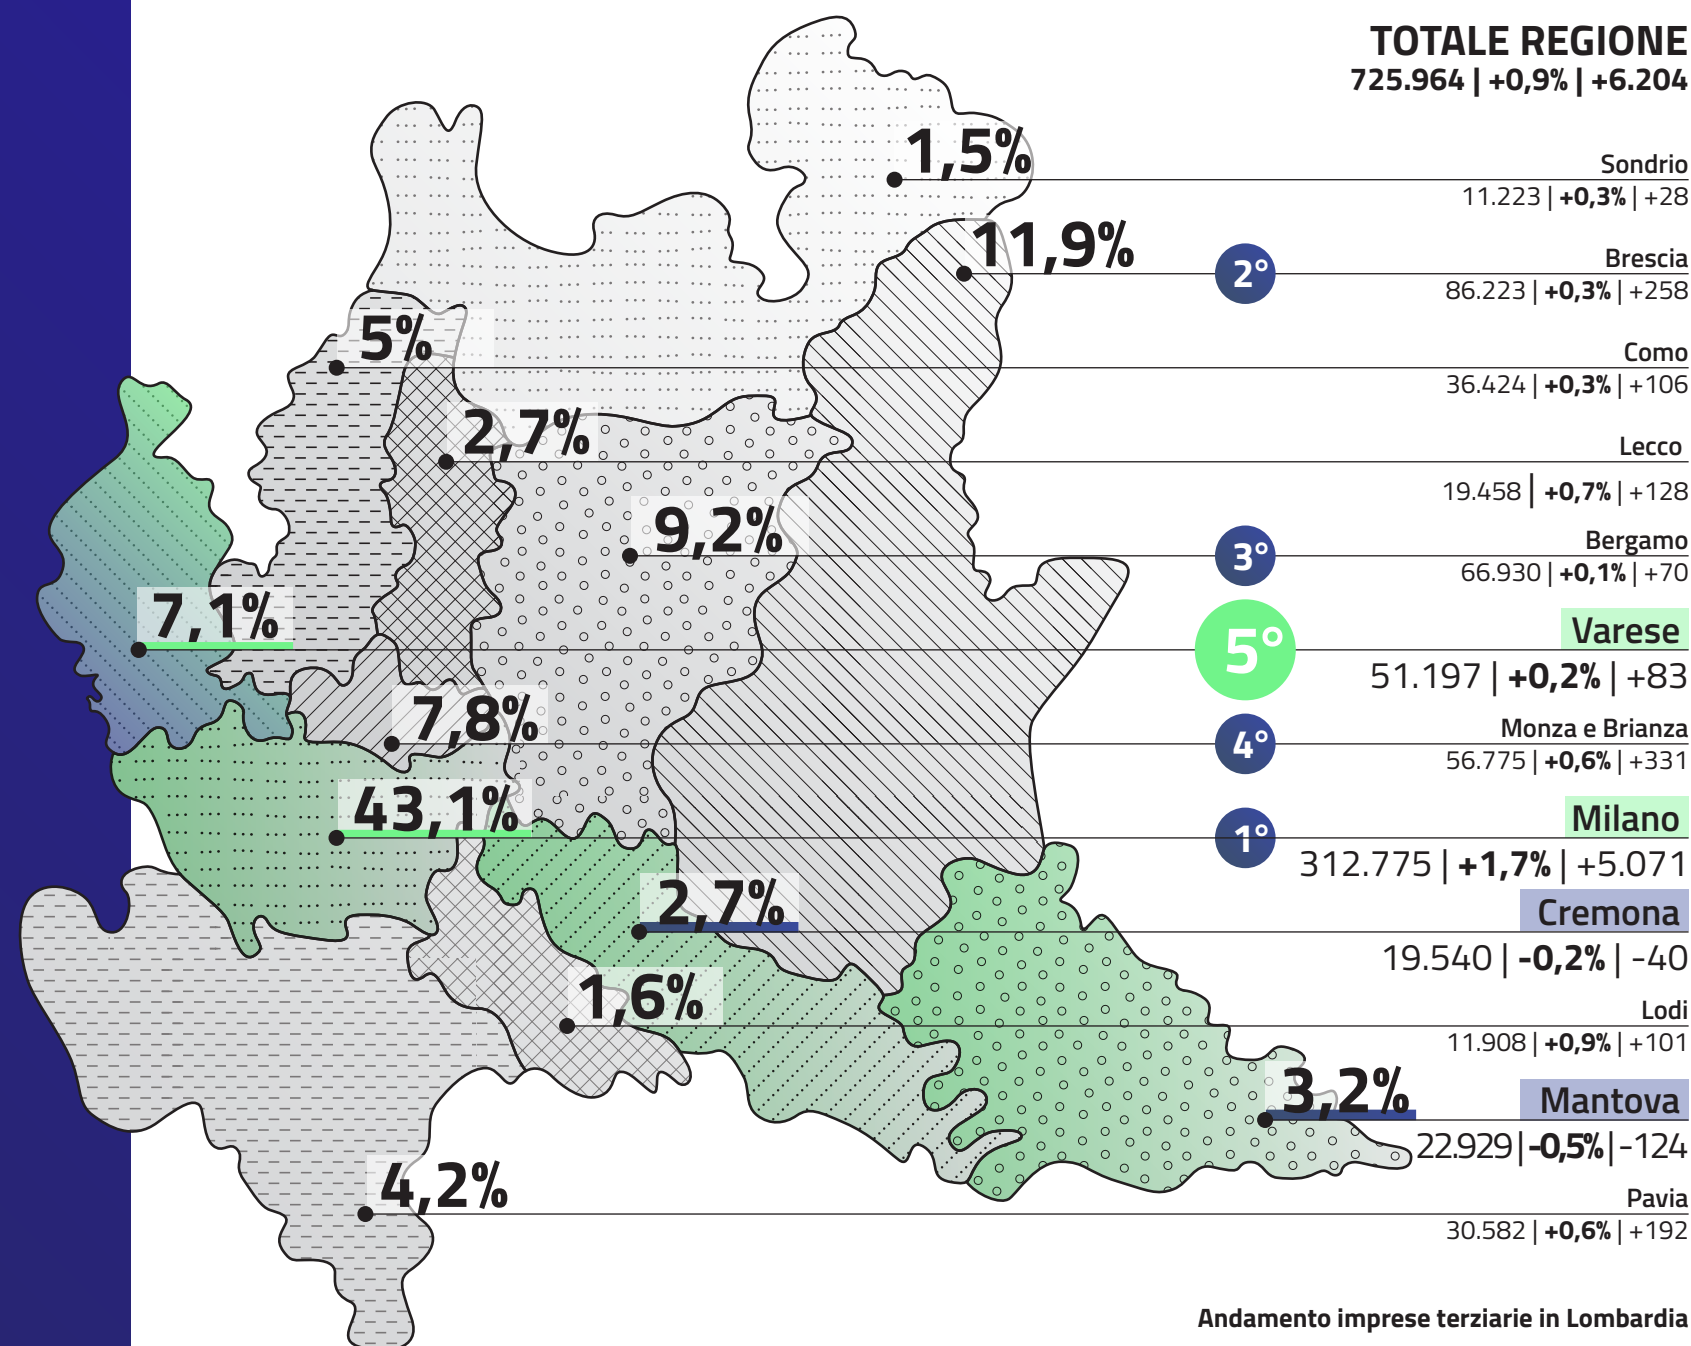 TOTALE REGIONE
725.964 | +0,9% | +6.204
1,5%
Sondrio
11.223 | +0,3% | +28
11,9%
2°
Brescia
86.223 | +0,3% | +258
5%
Como
36.424 | +0,3% | +106
2,7%
Lecco
19.458 | +0,7% | +128
9,2%
3°
Bergamo
66.930 | +0,1% | +70
7,1%
5°
Varese
51.197 | +0,2% | +83
7,8%
4°
Monza e Brianza
56.775 | +0,6% | +331
43,1%
1°
Milano
312.775 | +1,7% | +5.071
2,7%
Cremona
19.540 | -0,2% | -40
1,6%
Lodi
11.908 | +0,9% | +101
3,2%
Mantova
22.929 | -0,5% | -124
4,2%
Pavia
30.582 | +0,6% | +192
Andamento imprese terziarie in Lombardia